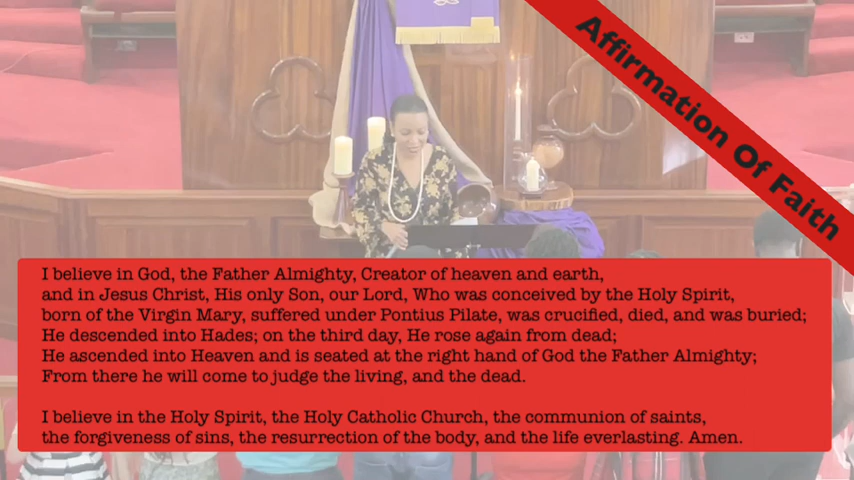 Affirmation Of Faith
I believe in God, the Father Almighty, Creator of heaven and earth,
and in Jesus Christ, His only Son, our Lord, Who was conceived by the Holy Spirit,
born of the Virgin Mary, suffered under Pontius Pilate, was crucified, died, and was buried;
He descended into Hades; on the third day, He rose again from dead;
He ascended into Heaven and is seated at the right hand of God the Father Almighty;
From there he will come to judge the living, and the dead.
I believe in the Holy Spirit, the Holy Catholic Church, the communion of saints,
the forgiveness of sins, the resurrection of the body, and the life everlasting. Amen.